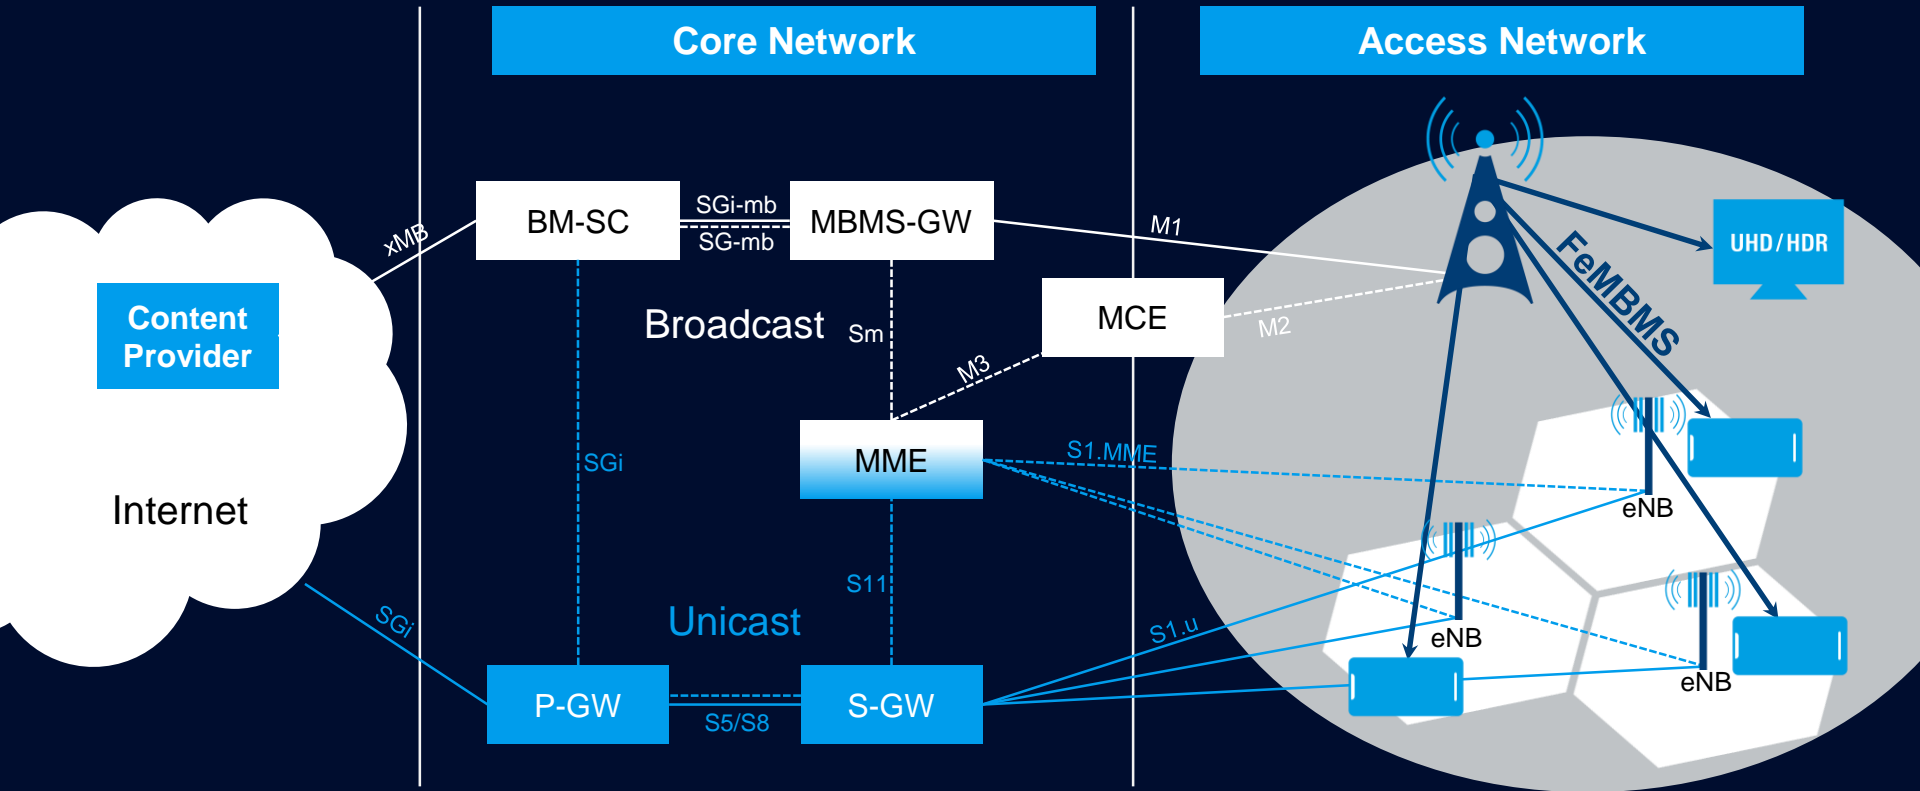 Core Network
Access Network
xMB
BM-SC
SGi-mb
SG-mb
MBMS-GW
M1
UHD/HDR
FeMBMS
Content
Provider
Broadcast
Sm
MCE
M2
M3
MME
S1.MME
SGi
Internet
eNB
S11
Unicast
SGi
S1.u
eNB
eNB
P-GW
S5/S8
S-GW